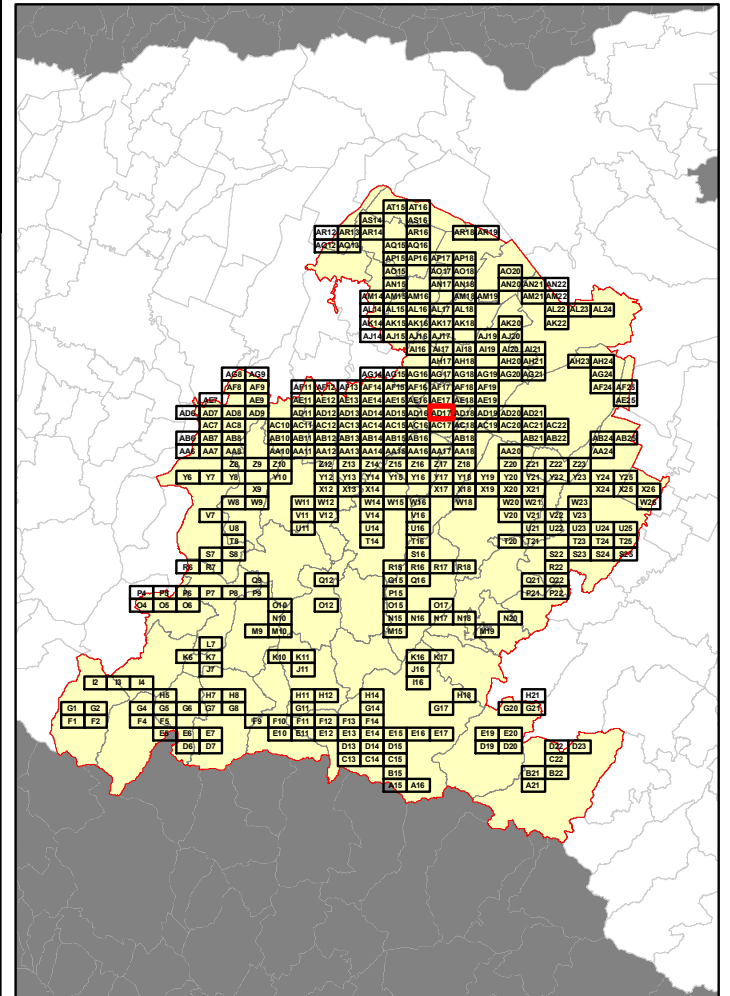 AT15 AT16
AS14 AS16
AR12 AR13 AR14 AR16 AR18 AR19
AQ12 AQ13 AQ15 AQ16
AP15 AP16 AP17 AP18
AO15 AO17 AO18 AO20
AN15 AN17 AN18 AN20 AN21 AN22
AM14 AM15 AM16 AM18 AM19 AM21 AM22
AL14 AL15 AL16 AL17 AL18 AL22 AL23 AL24
AK14 AK15 AK16 AK17 AK18 AK20 AK22
AJ14 AJ15 AJ16 AJ17 AJ19 AJ20
AI16 AI17 AI18 AI19 AI20 AI21
AH17 AH18 AH20 AH21 AH23 AH24
AG8 AG9 AG14 AG15 AG16 AG17 AG18 AG19 AG20 AG21 AG24
AF8 AF9 AF11 AF12 AF13 AF14 AF15 AF16 AF17 AF18 AF19 AF24 AF25
AE7 AE9 AE11 AE12 AE13 AE14 AE15 AE16 AE17 AE18 AE19 AE25
AD6 AD7 AD8 AD9 AD11 AD12 AD13 AD14 AD15 AD16 AD17 AD18 AD19 AD20 AD21
AC7 AC8 AC10 AC11 AC12 AC13 AC14 AC15 AC16 AC17 AC18 AC19 AC20 AC21 AC22
AB6 AB7 AB8 AB10 AB11 AB12 AB13 AB14 AB15 AB16 AB18 AB21 AB22 AB24 AB25
AA6 AA7 AA8 AA10 AA11 AA12 AA13 AA14 AA15 AA16 AA17 AA18 AA20 AA24
Z8 Z9 Z10 Z12 Z13 Z14 Z15 Z16 Z17 Z18 Z20 Z21 Z22 Z23
Y6 Y7 Y8 Y10 Y12 Y13 Y14 Y15 Y16 Y17 Y18 Y19 Y20 Y21 Y22 Y23 Y24 Y25
X9 X12 X13 X14 X17 X18 X19 X20 X21 X24 X25 X26
W8 W9 W11 W12 W14 W15 W16 W18 W20 W21 W23 W26
V7 V11 V12 V14 V16 V20 V21 V22 V23
U8 U11 U14 U16 U21 U22 U23 U24 U25
T8 T14 T16 T20 T21 T23 T24 T25
S7 S8 S16 S22 S23 S24 S25
R6 R7 R15 R16 R17 R18 R22
Q9 Q12 Q15 Q16 Q21 Q22
P4 P5 P6 P7 P8 P9 P15 P21 P22
O4 O5 O6 O10 O12 O15 O17
N10 N15 N16 N17 N18 N20
M9 M10 M15 M19
L7
K6 K7 K10 K11 K16 K17
J7 J11 J16
I2 I3 I4 I16
H5 H7 H8 H11 H12 H14 H18 H21
G1 G2 G4 G5 G6 G7 G8 G11 G14 G17 G20 G21
F1 F2 F4 F5 F9 F10 F11 F12 F13 F14
E5 E6 E7 E10 E11 E12 E13 E14 E15 E16 E17 E19 E20
D6 D7 D13 D14 D15 D19 D20 D22 D23
C13 C14 C15 C22
B15 B21 B22
A15 A16 A21